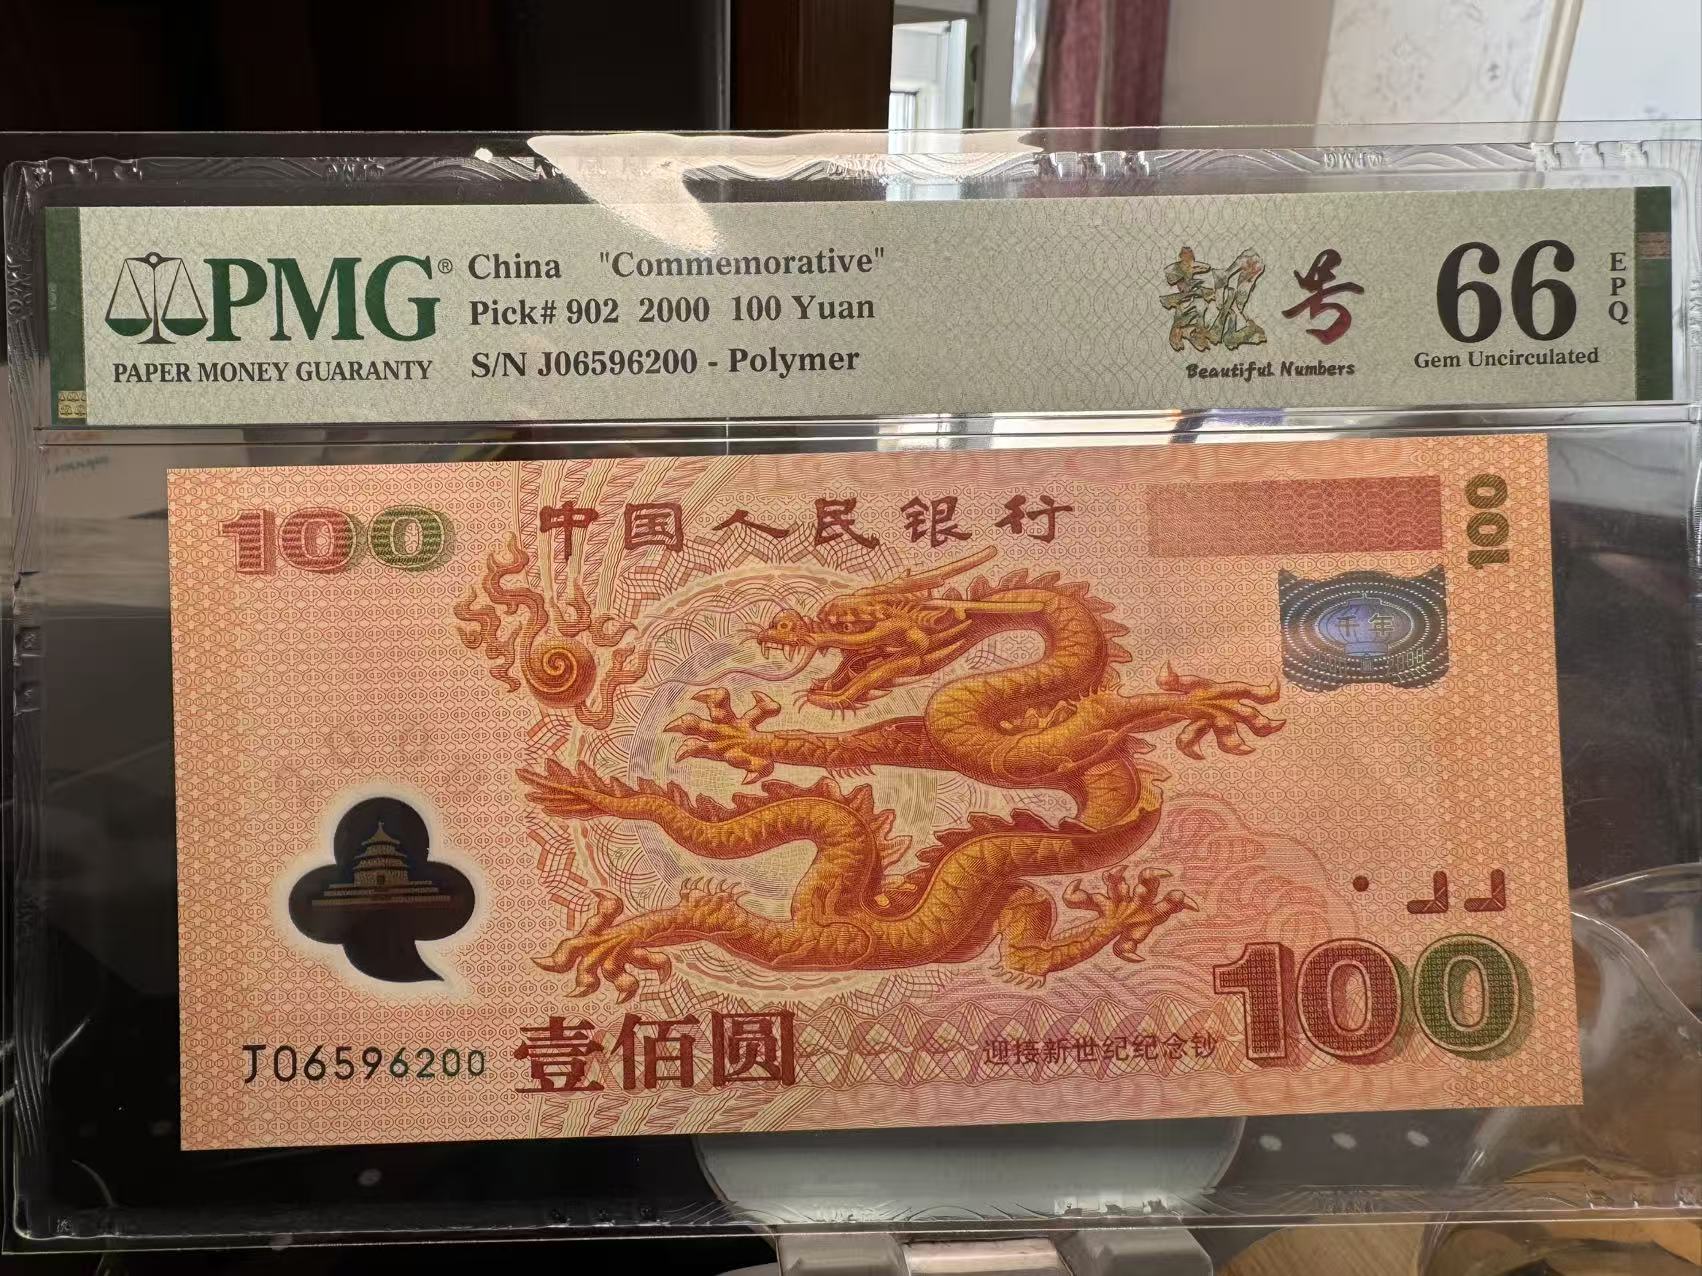 PMG®
PAPER MONEY GUARANTY
China "Commemorative"
Pick# 902 2000 100 Yuan
S/N J06596200 - Polymer
靓号
Beautiful Numbers
66
EPQ
Gem Uncirculated
100
中国人民银行
100
千年
J06596200
壹佰圆
迎接新世纪纪念钞
100